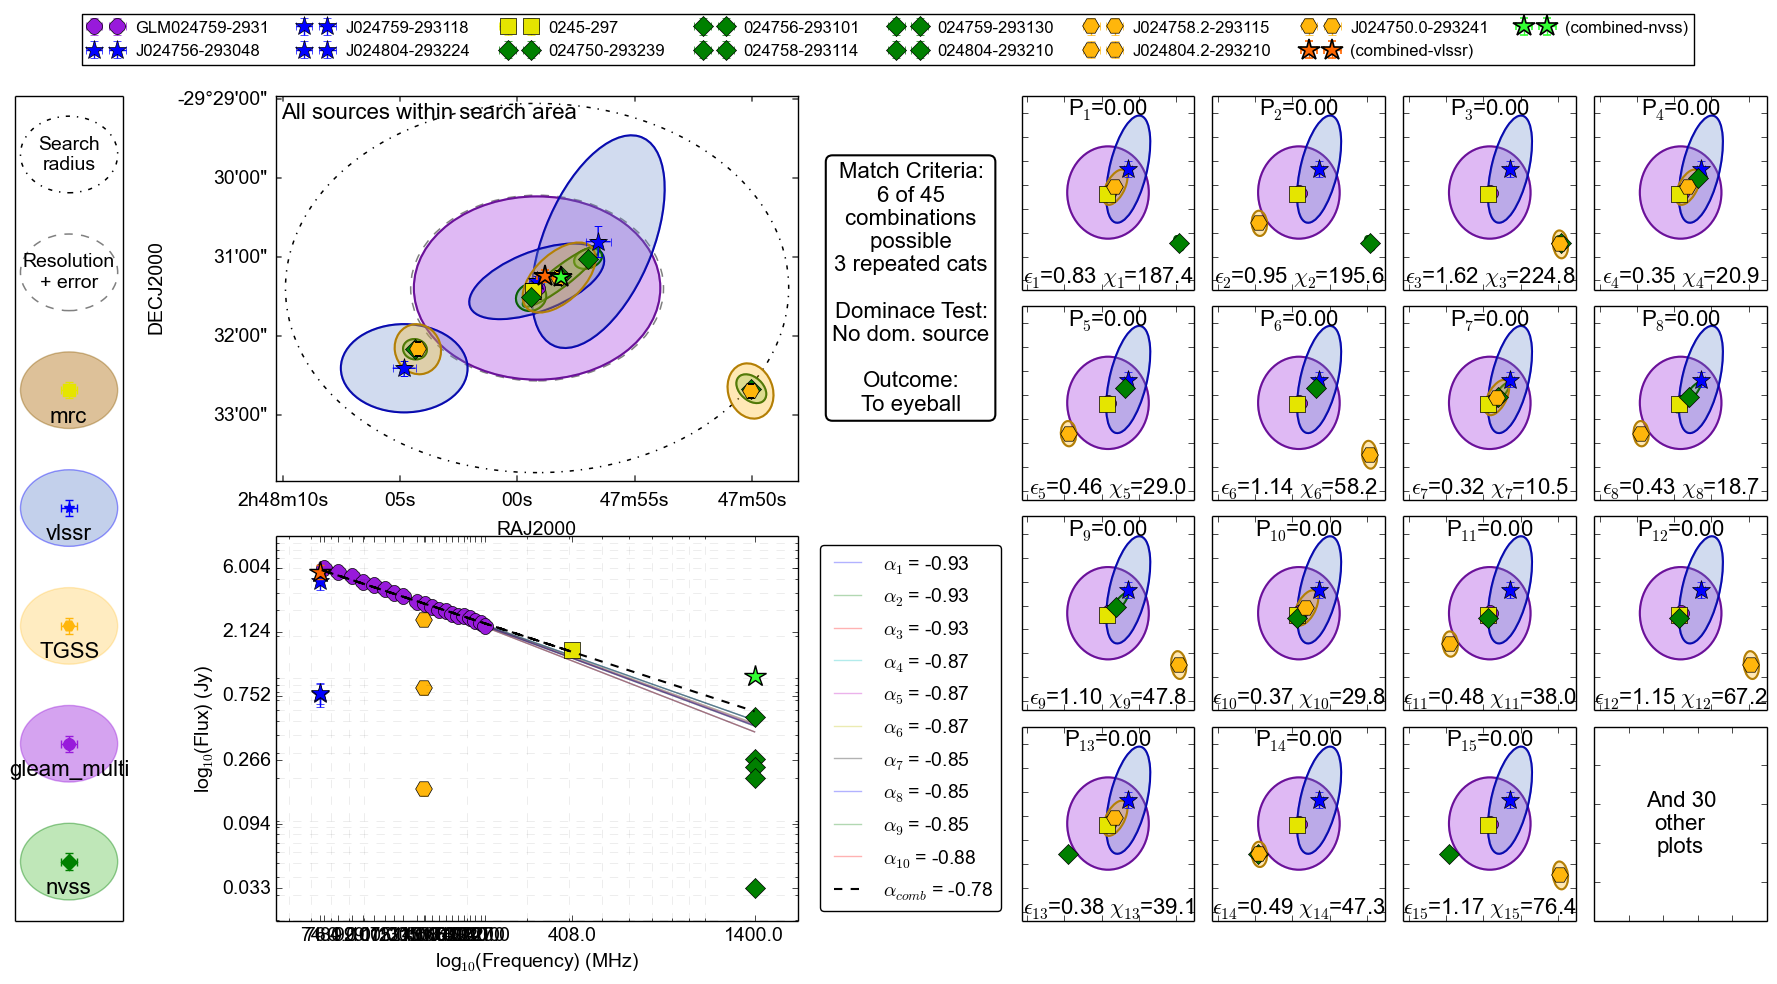 GLM024759-2931
J024759-293118
0245-297
024756-293101
024759-293130
J024758.2-293115
J024750.0-293241
(combined-nvss)
J024756-293048
J024804-293224
024750-293239
024758-293114
024804-293210
J024804.2-293210
(combined-vlssr)
Search
radius
Resolution
+ error
mrc
vlssr
TGSS
gleam_multi
nvss
All sources within search area
-29°29'00"
30'00"
31'00"
32'00"
33'00"
DECJ2000
2h48m10s
05s
00s
47m55s
47m50s
RAJ2000
Match Criteria:
6 of 45
combinations
possible
3 repeated cats
Dominace Test:
No dom. source
Outcome:
To eyeball
6.004
2.124
0.752
0.266
0.094
0.033
log10(Flux) (Jy)
408.0
1400.0
log10(Frequency) (MHz)
α1 = -0.93
α2 = -0.93
α3 = -0.93
α4 = -0.87
α5 = -0.87
α6 = -0.87
α7 = -0.85
α8 = -0.85
α9 = -0.85
α10 = -0.88
αcomb = -0.78
P1=0.00
ϵ1=0.83 χ1=187.4
P2=0.00
ϵ2=0.95 χ2=195.6
P3=0.00
ϵ3=1.62 χ3=224.8
P4=0.00
ϵ4=0.35 χ4=20.9
P5=0.00
ϵ5=0.46 χ5=29.0
P6=0.00
ϵ6=1.14 χ6=58.2
P7=0.00
ϵ7=0.32 χ7=10.5
P8=0.00
ϵ8=0.43 χ8=18.7
P9=0.00
ϵ9=1.10 χ9=47.8
P10=0.00
ϵ10=0.37 χ10=29.8
P11=0.00
ϵ11=0.48 χ11=38.0
P12=0.00
ϵ12=1.15 χ12=67.2
P13=0.00
ϵ13=0.38 χ13=39.1
P14=0.00
ϵ14=0.49 χ14=47.3
P15=0.00
ϵ15=1.17 χ15=76.4
And 30
other
plots